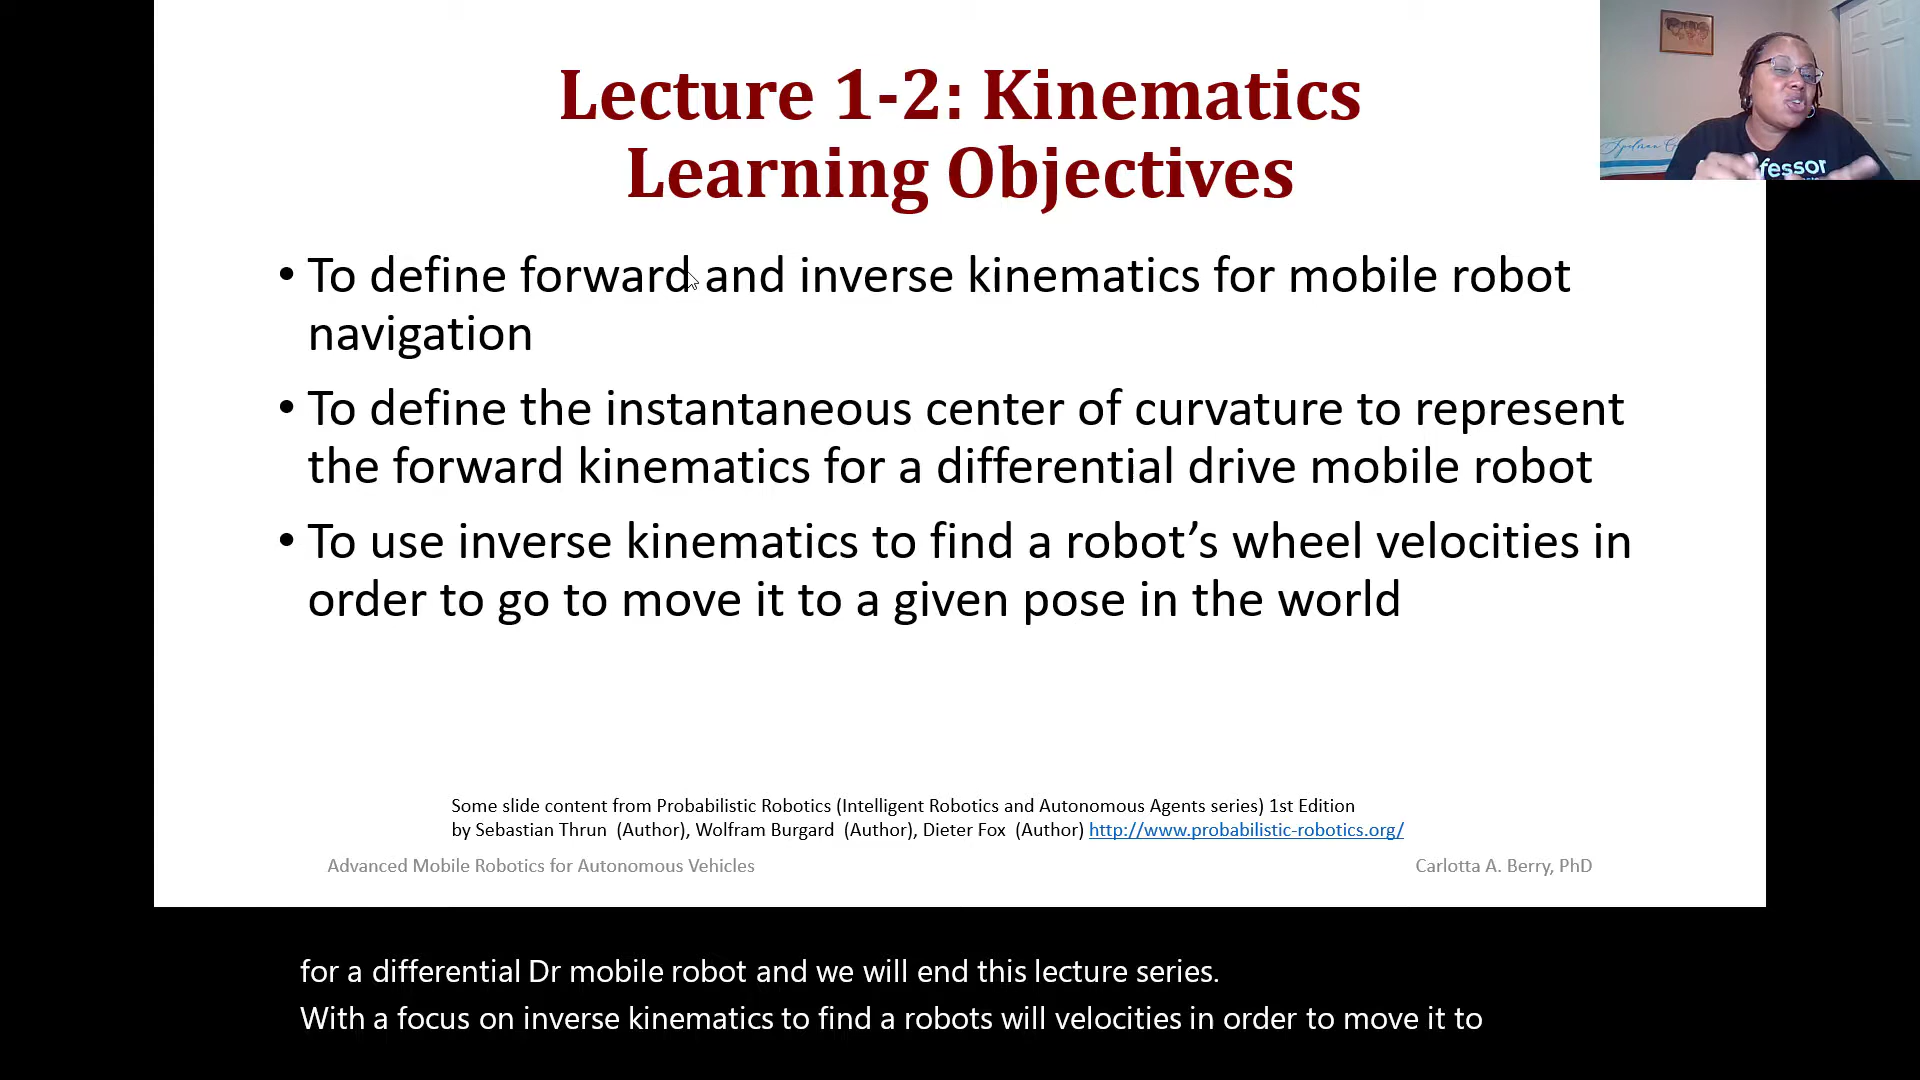 Lecture 1-2: Kinematics
Learning Objectives
• To define forward and inverse kinematics for mobile robot
navigation
• To define the instantaneous center of curvature to represent
the forward kinematics for a differential drive mobile robot
• To use inverse kinematics to find a robot’s wheel velocities in
order to go to move it to a given pose in the world
Some slide content from Probabilistic Robotics (Intelligent Robotics and Autonomous Agents series) 1st Edition
by Sebastian Thrun (Author), Wolfram Burgard (Author), Dieter Fox (Author) http://www.probabilistic-robotics.org/
Advanced Mobile Robotics for Autonomous Vehicles
Carlotta A. Berry, PhD
Spelman
fessor
for a differential Dr mobile robot and we will end this lecture series.
With a focus on inverse kinematics to find a robots will velocities in order to move it to